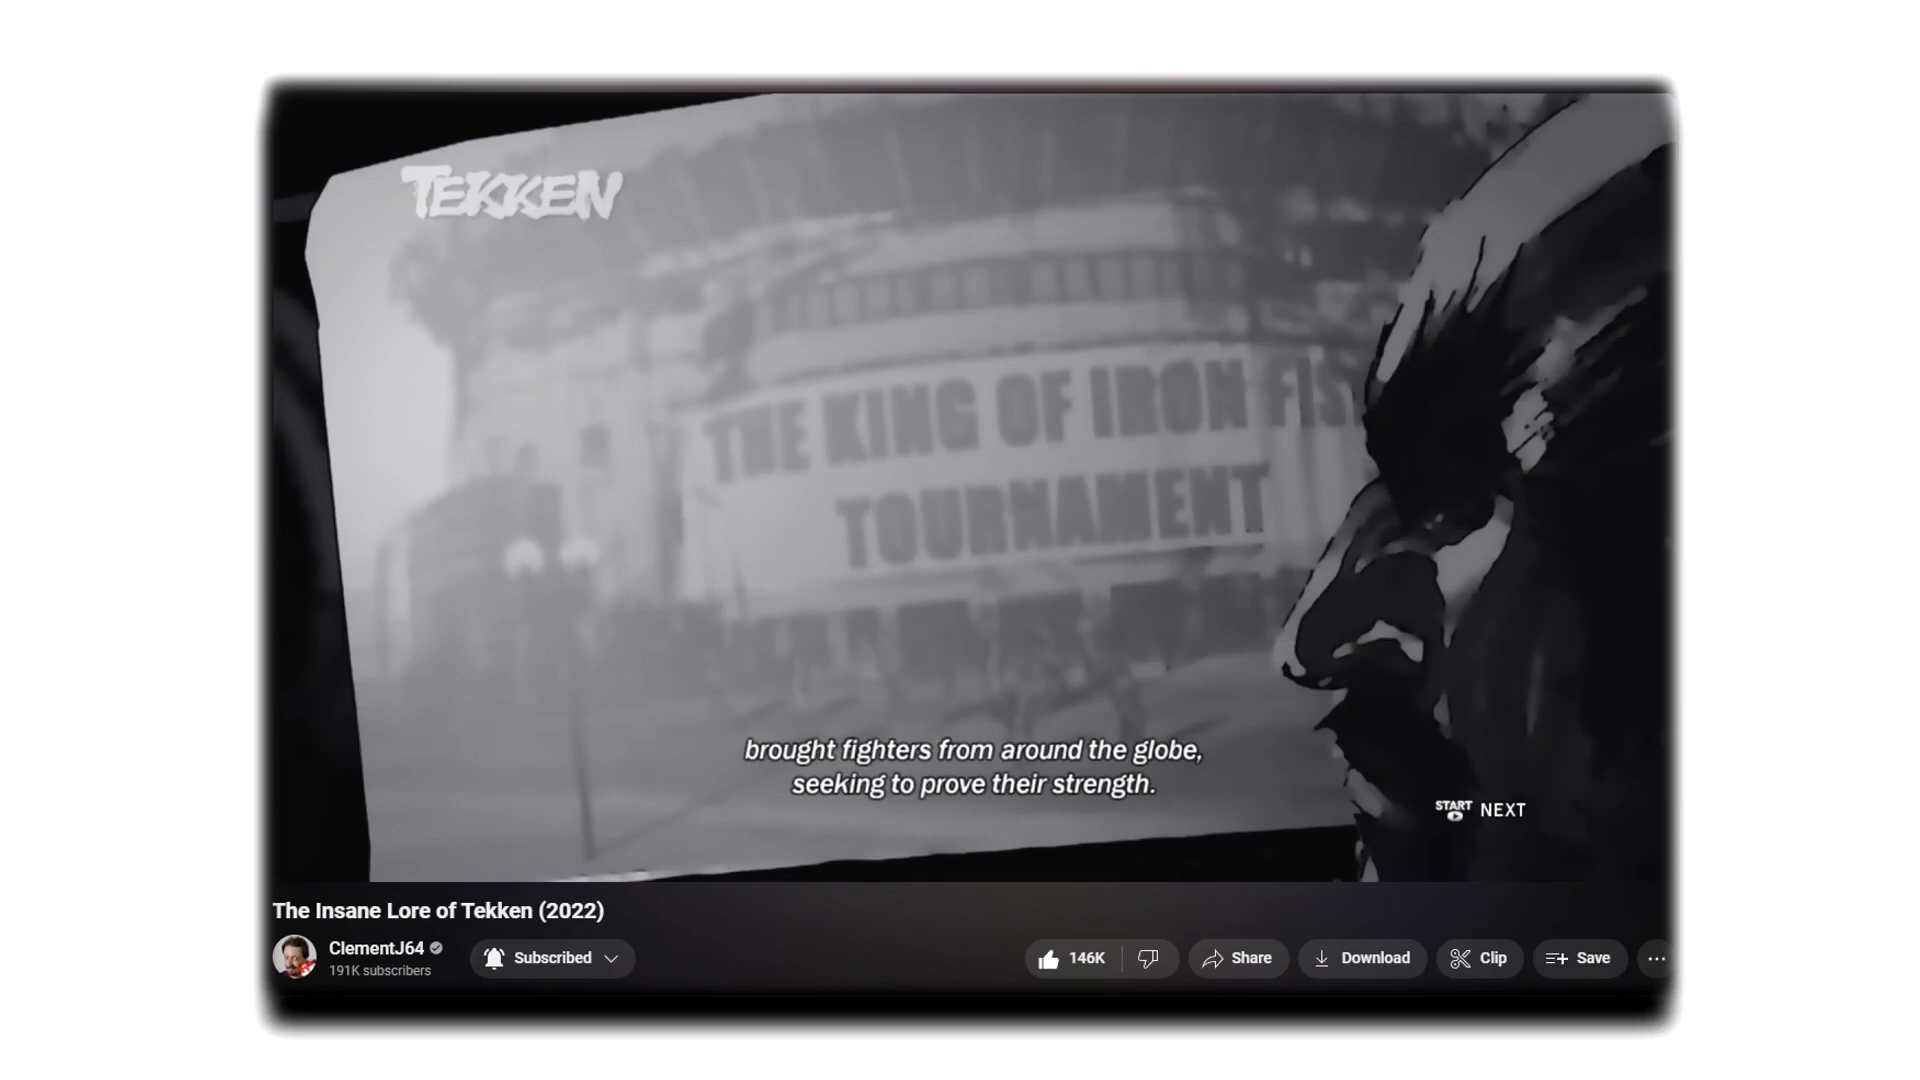 TEKKEN
THE KING OF IRON FIS
TOURNAMENT
brought fighters from around the globe,
seeking to prove their strength.
START NEXT
The Insane Lore of Tekken (2022)
ClementJ64
191K subscribers
Subscribed
146K
Share
Download
Clip
Save